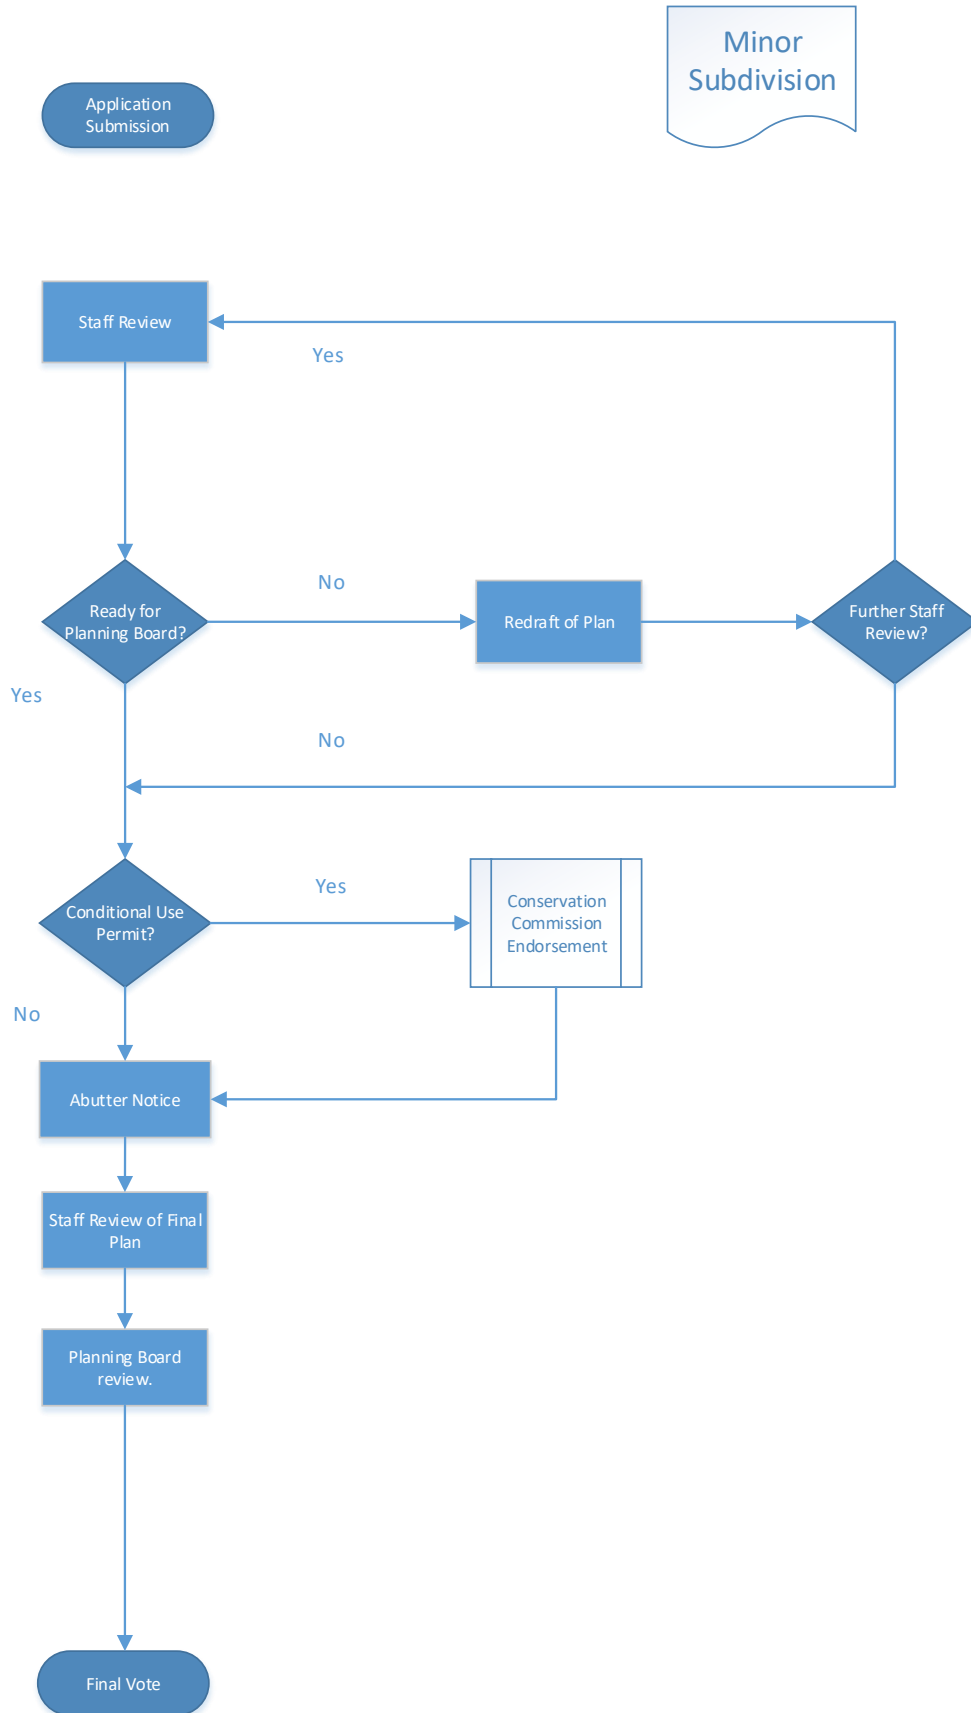 Minor
Subdivision
Application
Submission
Staff Review
Yes
No
Ready for
Planning Board?
Redraft of Plan
Further Staff
Review?
Yes
No
Conditional Use
Permit?
Yes
Conservation
Commission
Endorsement
No
Abutter Notice
Staff Review of Final
Plan
Planning Board
review.
Final Vote